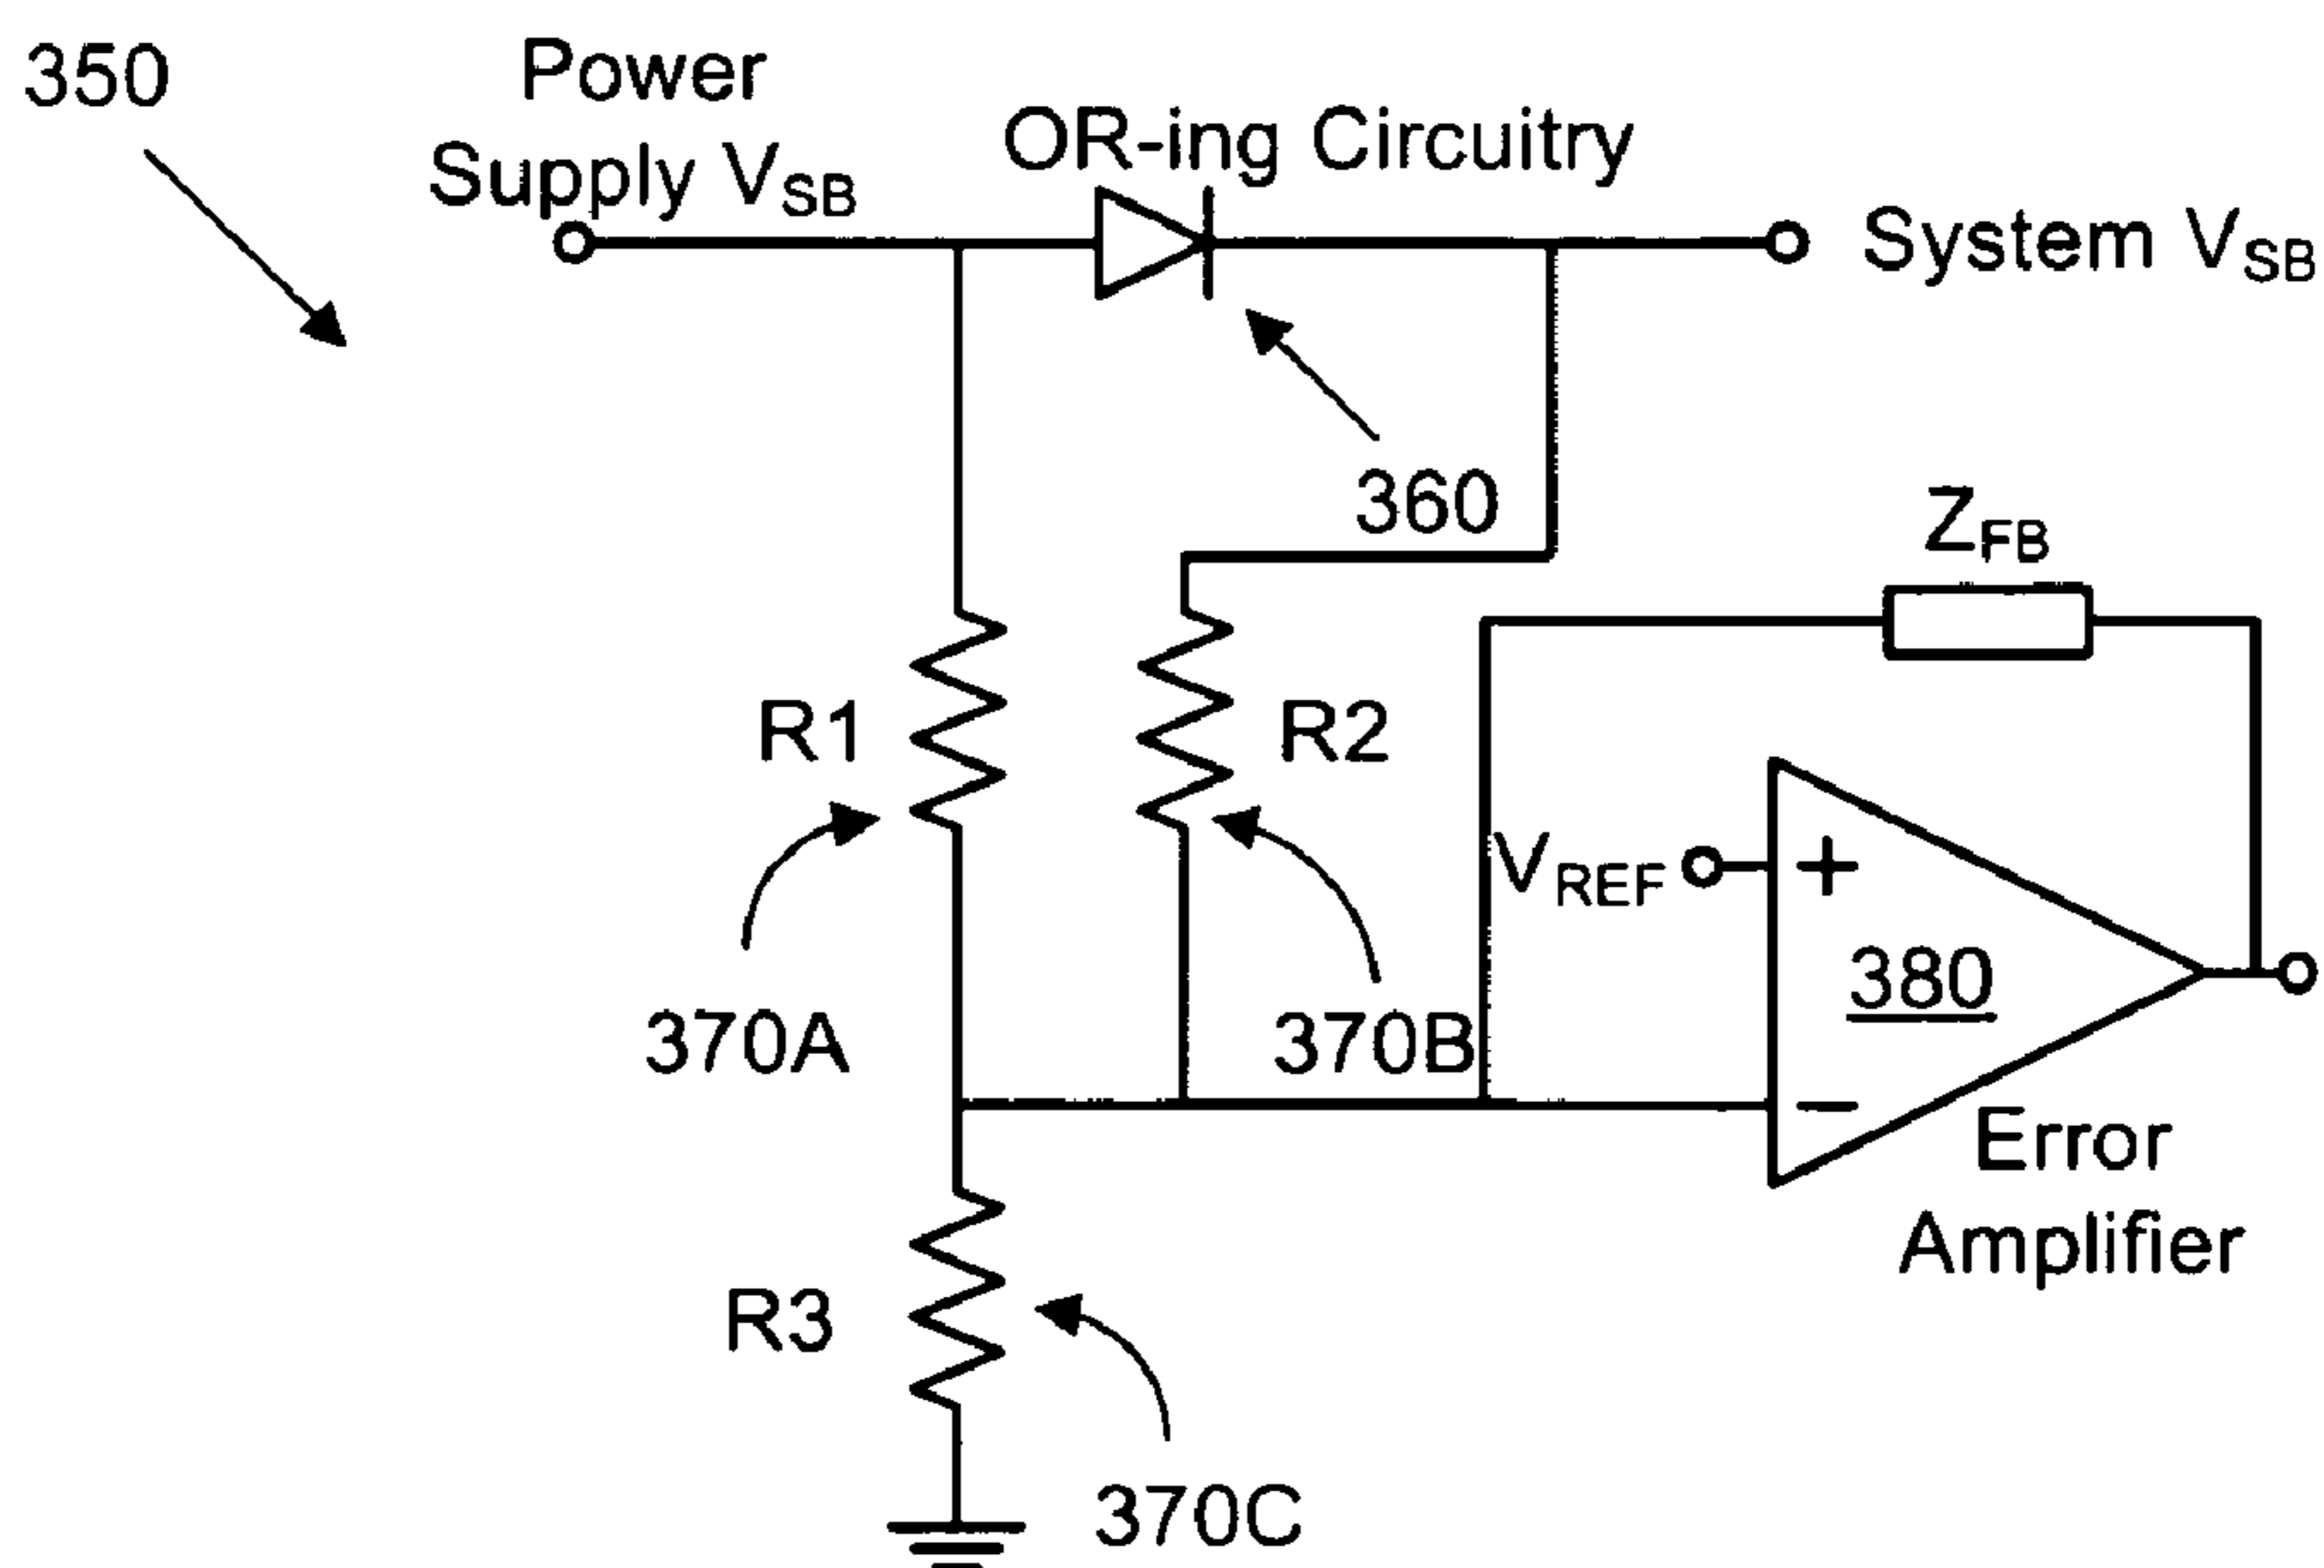 350
Power
Supply VSB
OR-ing Circuitry
System VSB
360
ZFB
R1
R2
VREF
+
380
370A
370B
−
Error
Amplifier
R3
370C